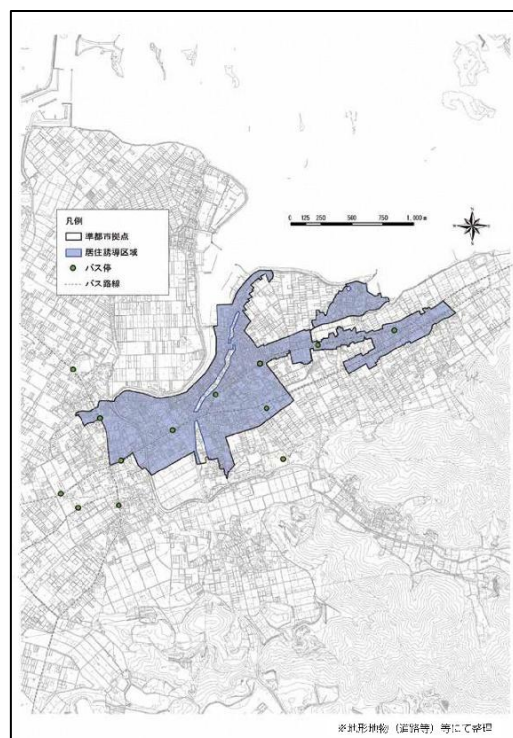 凡例
準都市拠点
居住誘導区域
バス停
バス路線
0 125 250 500 750 1,000 m
N
※地形地物（道路等）等にて整理